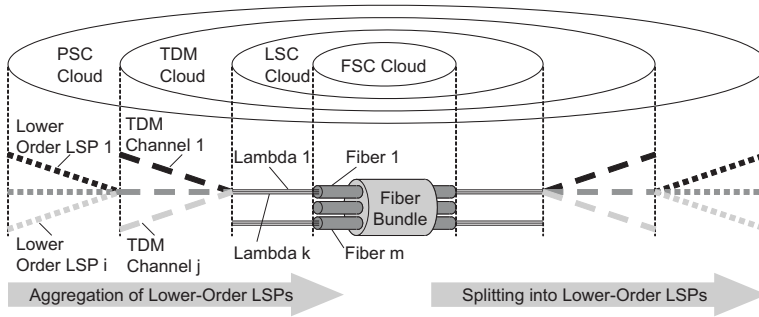 PSC
Cloud
TDM
Cloud
LSC
Cloud
FSC Cloud
Lower
Order LSP 1
TDM
Channel 1
Lambda 1
Fiber 1
Fiber
Bundle
Lower
Order LSP i
TDM
Channel j
Lambda k
Fiber m
Aggregation of Lower-Order LSPs
Splitting into Lower-Order LSPs